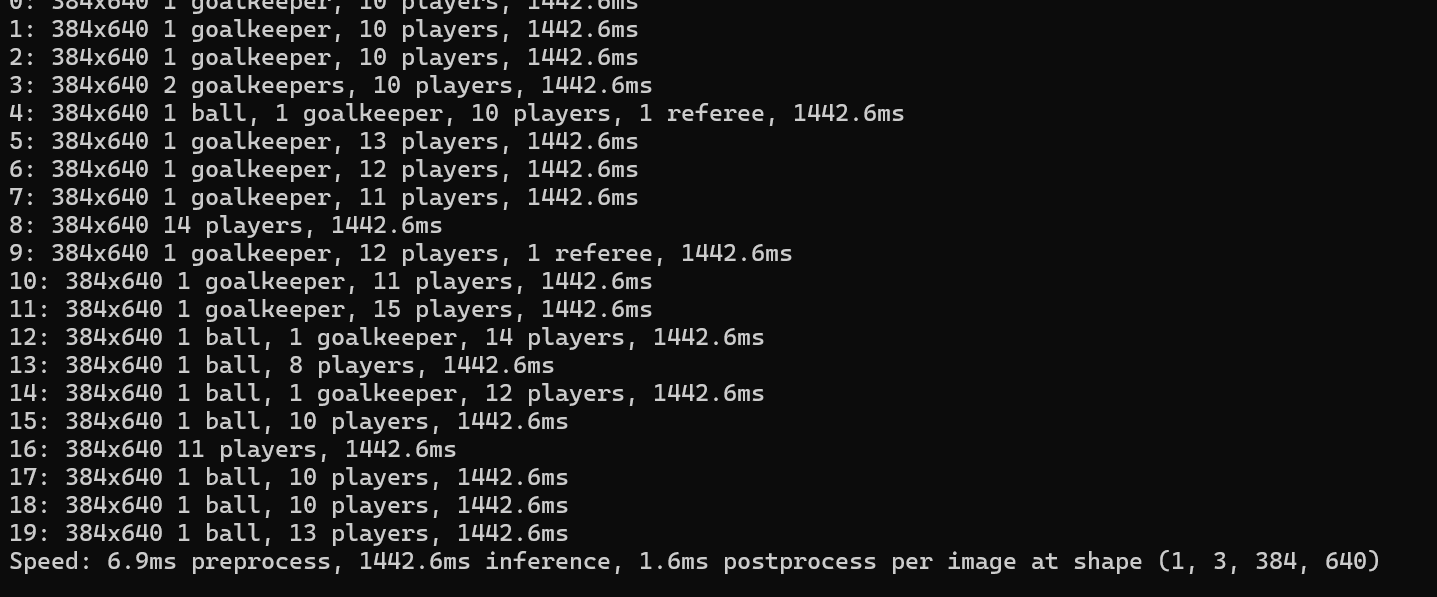 0: 384x640 1 goalkeeper, 10 players, 1442.6ms
1: 384x640 1 goalkeeper, 10 players, 1442.6ms
2: 384x640 1 goalkeeper, 10 players, 1442.6ms
3: 384x640 2 goalkeepers, 10 players, 1442.6ms
4: 384x640 1 ball, 1 goalkeeper, 10 players, 1 referee, 1442.6ms
5: 384x640 1 goalkeeper, 13 players, 1442.6ms
6: 384x640 1 goalkeeper, 12 players, 1442.6ms
7: 384x640 1 goalkeeper, 11 players, 1442.6ms
8: 384x640 14 players, 1442.6ms
9: 384x640 1 goalkeeper, 12 players, 1 referee, 1442.6ms
10: 384x640 1 goalkeeper, 11 players, 1442.6ms
11: 384x640 1 goalkeeper, 15 players, 1442.6ms
12: 384x640 1 ball, 1 goalkeeper, 14 players, 1442.6ms
13: 384x640 1 ball, 8 players, 1442.6ms
14: 384x640 1 ball, 1 goalkeeper, 12 players, 1442.6ms
15: 384x640 1 ball, 10 players, 1442.6ms
16: 384x640 11 players, 1442.6ms
17: 384x640 1 ball, 10 players, 1442.6ms
18: 384x640 1 ball, 10 players, 1442.6ms
19: 384x640 1 ball, 13 players, 1442.6ms
Speed: 6.9ms preprocess, 1442.6ms inference, 1.6ms postprocess per image at shape (1, 3, 384, 640)